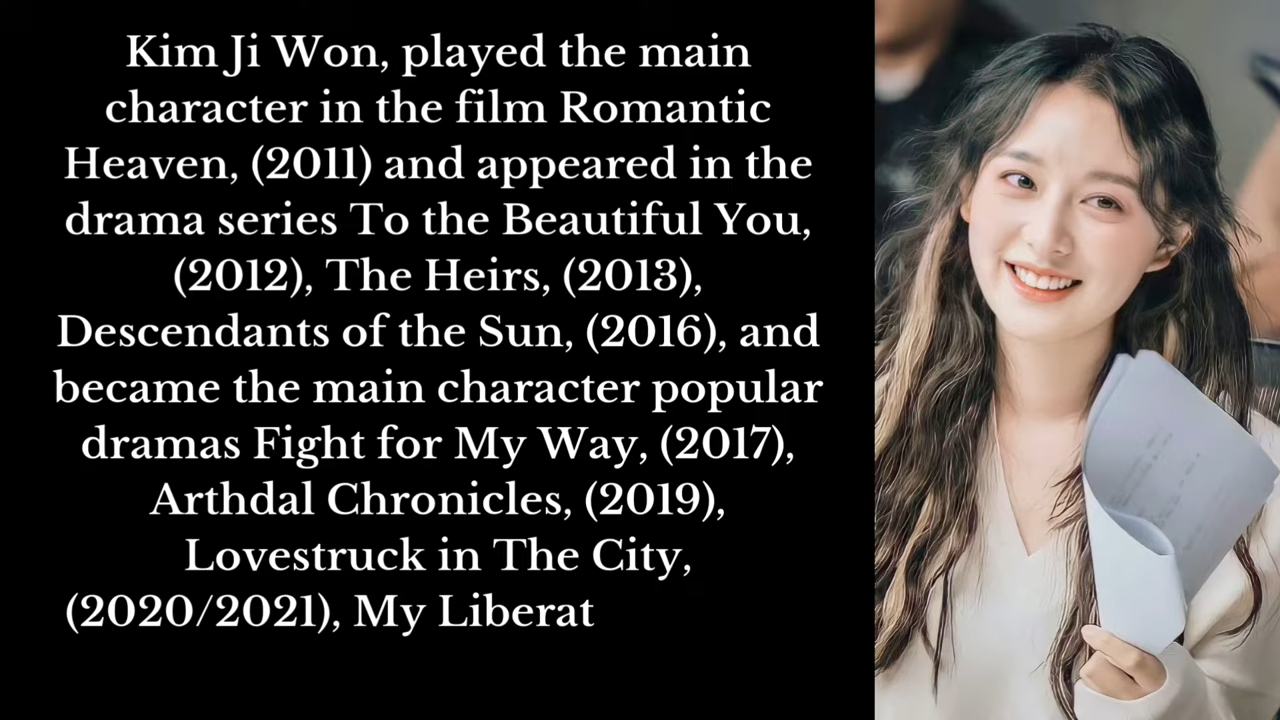 Kim Ji Won, played the main
character in the film Romantic
Heaven, (2011) and appeared in the
drama series To the Beautiful You,
(2012), The Heirs, (2013),
Descendants of the Sun, (2016), and
became the main character popular
dramas Fight for My Way, (2017),
Arthdal Chronicles, (2019),
Lovestruck in The City,
(2020/2021), My Liberat